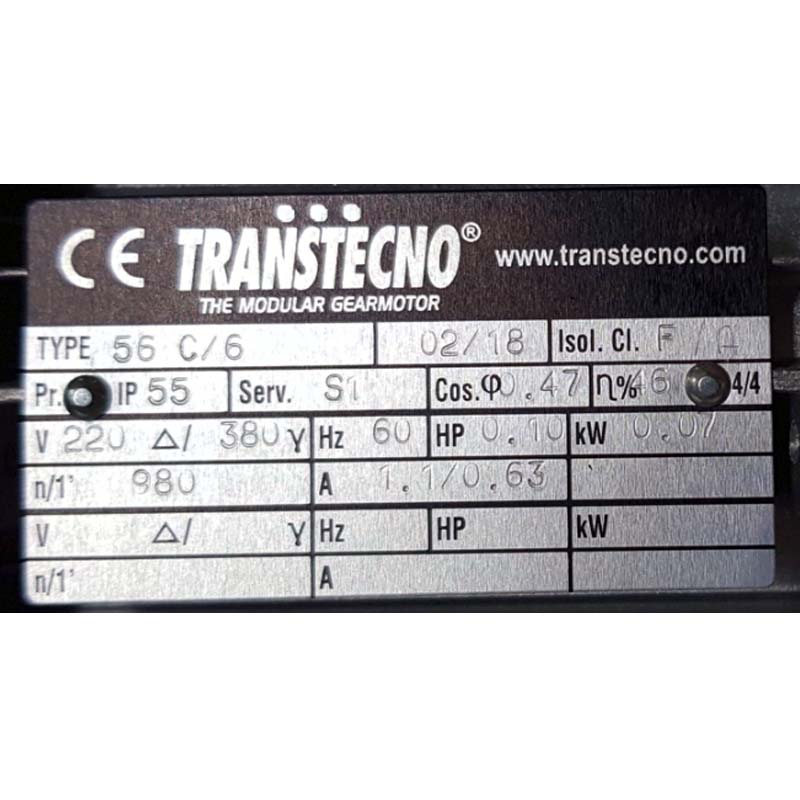 CE TRANSTECNO® www.transtecno.com
THE MODULAR GEARMOTOR
TYPE 56 C/6 02/18 Isol. Cl. F /
Pr. IP 55 Serv. S1 Cos.φ 0.47 η% 46 4/4
V 220 Δ/ 380 Y Hz 60 HP 0.10 kW 0.07
n/1' 980 A 1.1/0.63
V Δ/ Y Hz HP kW
n/1' A